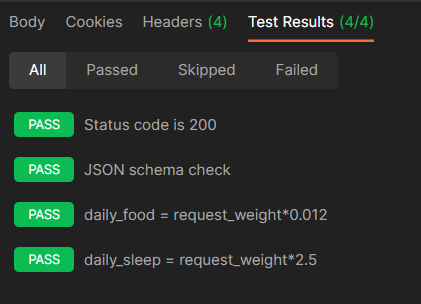 Body Cookies Headers (4) Test Results (4/4)
All Passed Skipped Failed
PASS Status code is 200
PASS JSON schema check
PASS daily_food = request_weight*0.012
PASS daily_sleep = request_weight*2.5